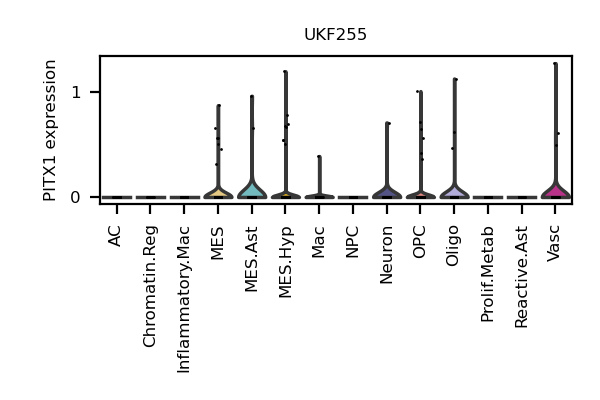 UKF255
PITX1 expression
1
0
AC
Chromatin.Reg
Inflammatory.Mac
MES
MES.Ast
MES.Hyp
Mac
NPC
Neuron
OPC
Oligo
Prolif.Metab
Reactive.Ast
Vasc